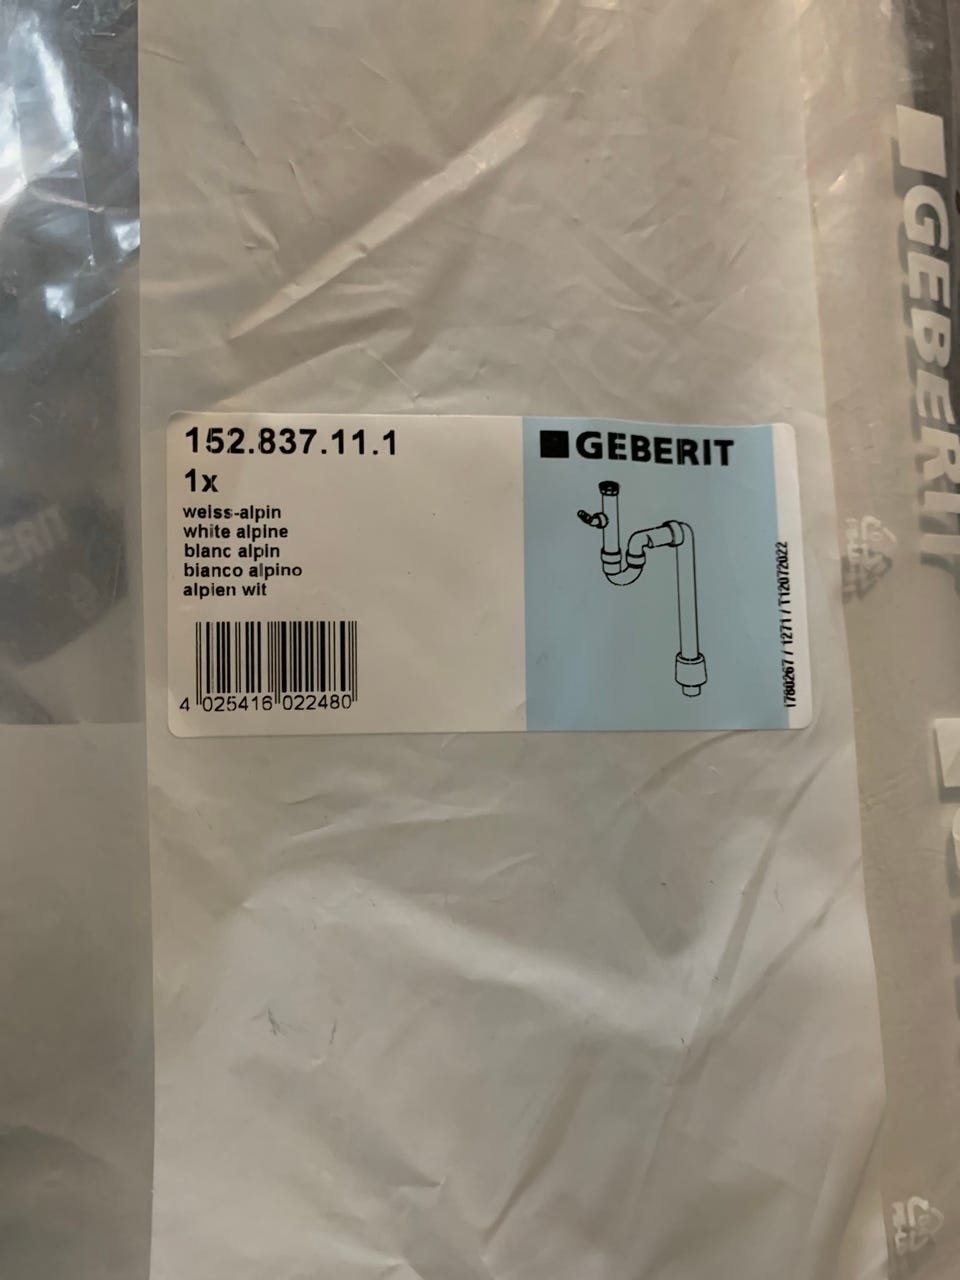 152.837.11.1
1x
weiss-alpin
white alpine
blanc alpin
bianco alpino
alpien wit
4 025416 022480
GEBERIT
1780267 / 1271 / T12072022
GEBERIT